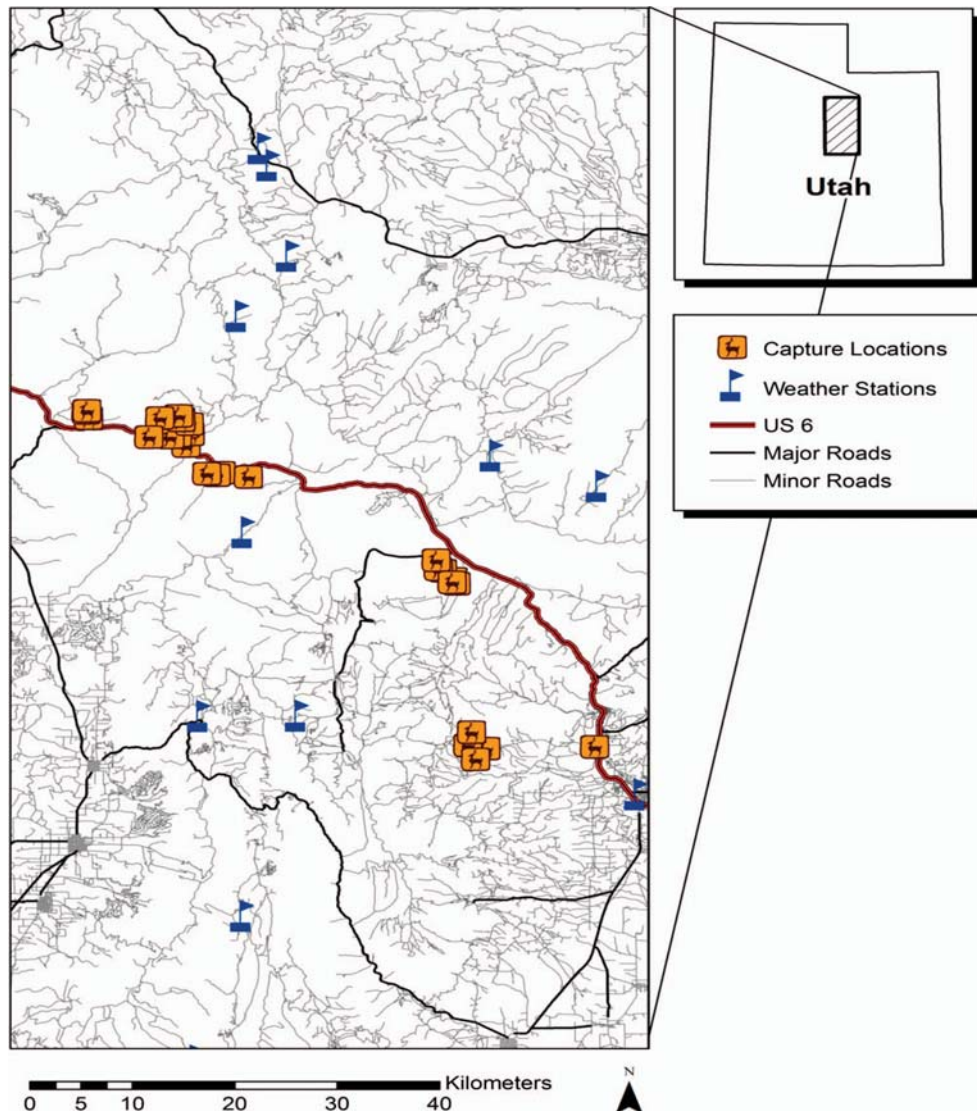 Utah
Capture Locations
Weather Stations
US 6
Major Roads
Minor Roads
Kilometers
N
0 5 10 20 30 40